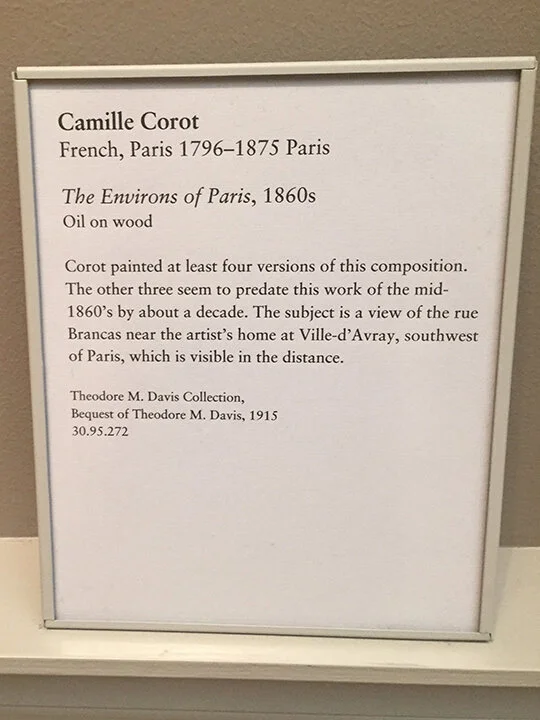 Camille Corot
French, Paris 1796–1875 Paris
The Environs of Paris, 1860s
Oil on wood
Corot painted at least four versions of this composition.
The other three seem to predate this work of the mid-
1860’s by about a decade. The subject is a view of the rue
Brancas near the artist’s home at Ville-d’Avray, southwest
of Paris, which is visible in the distance.
Theodore M. Davis Collection,
Bequest of Theodore M. Davis, 1915
30.95.272